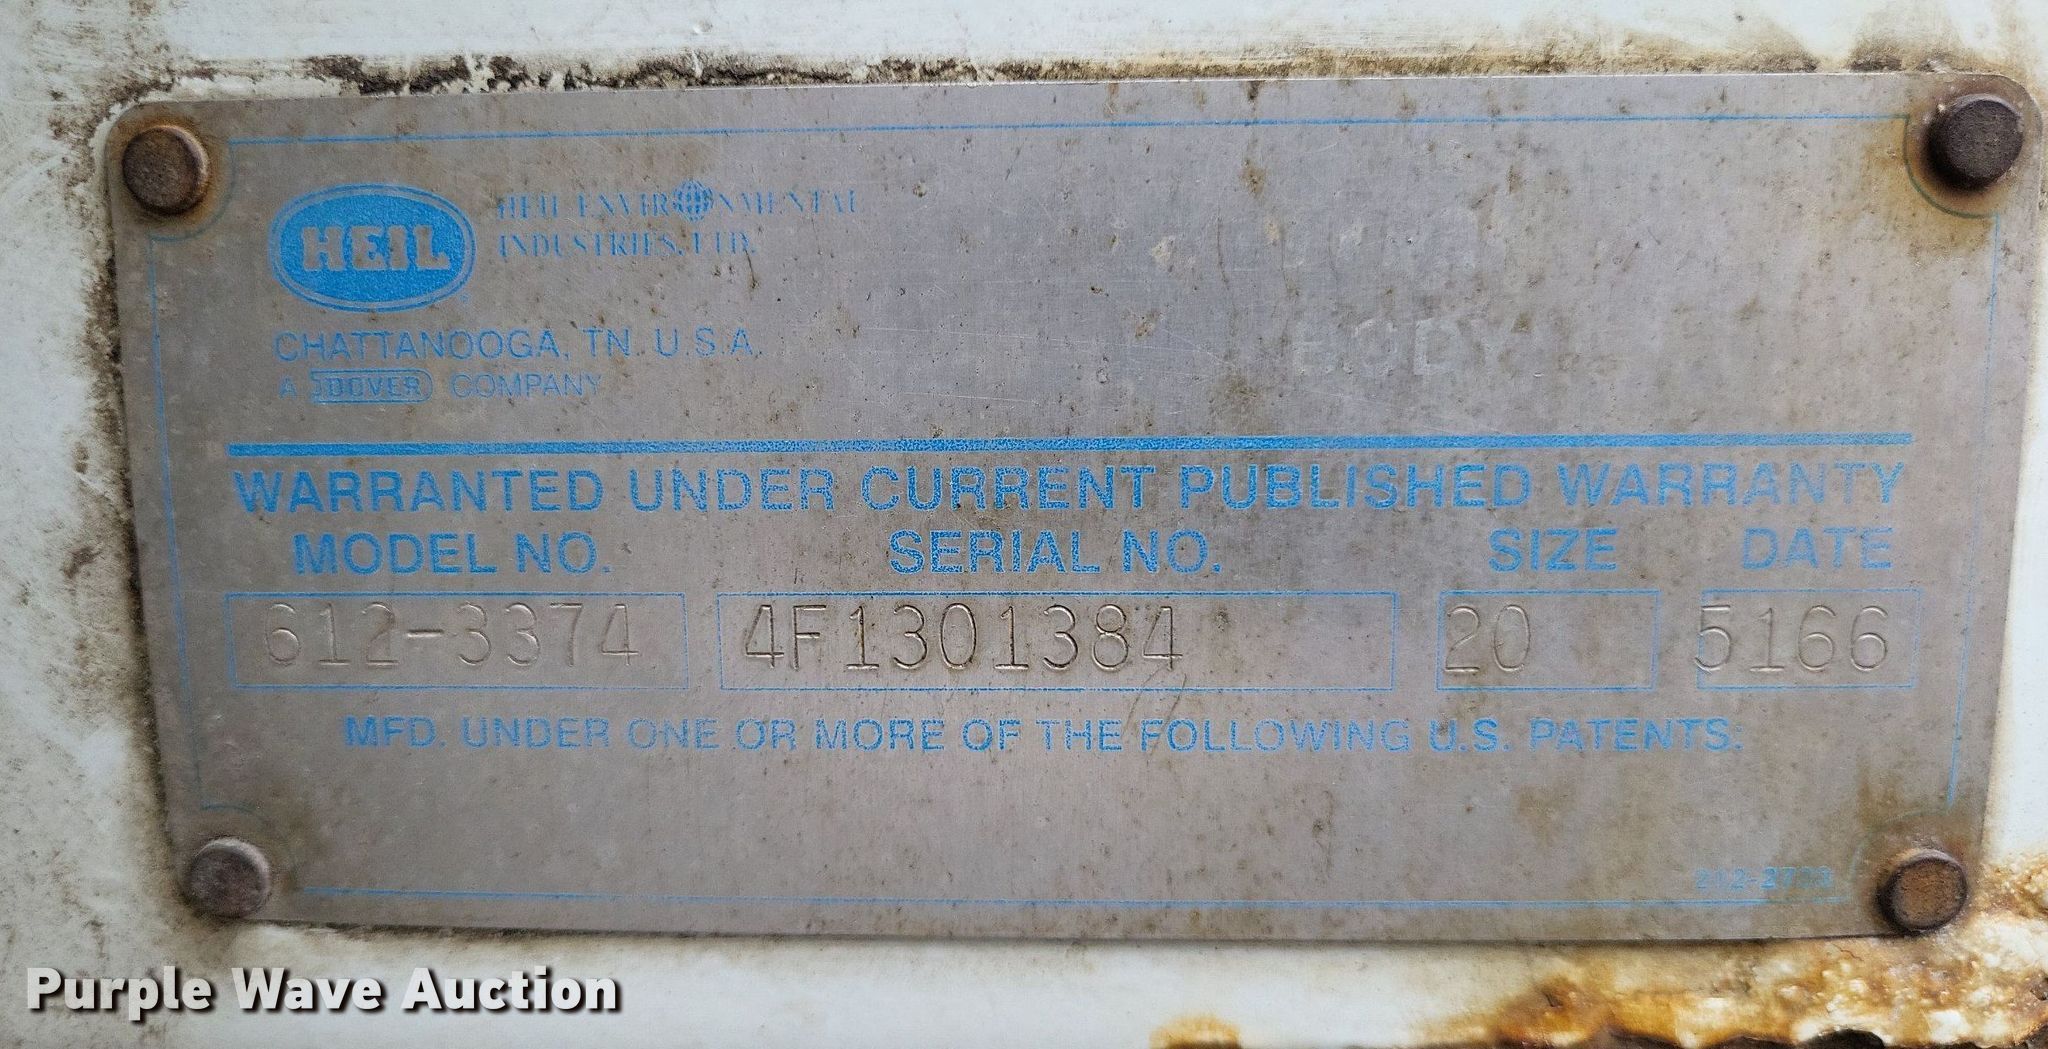 HEIL
HEIL ENVIRONMENTAL
INDUSTRIES, LTD.
CHATTANOOGA, TN. U.S.A.
A DOVER COMPANY
BODY
WARRANTED UNDER CURRENT PUBLISHED WARRANTY
MODEL NO. SERIAL NO. SIZE DATE
612-3374 4F1301384 20 5166
MFD. UNDER ONE OR MORE OF THE FOLLOWING U.S. PATENTS:
Purple Wave Auction